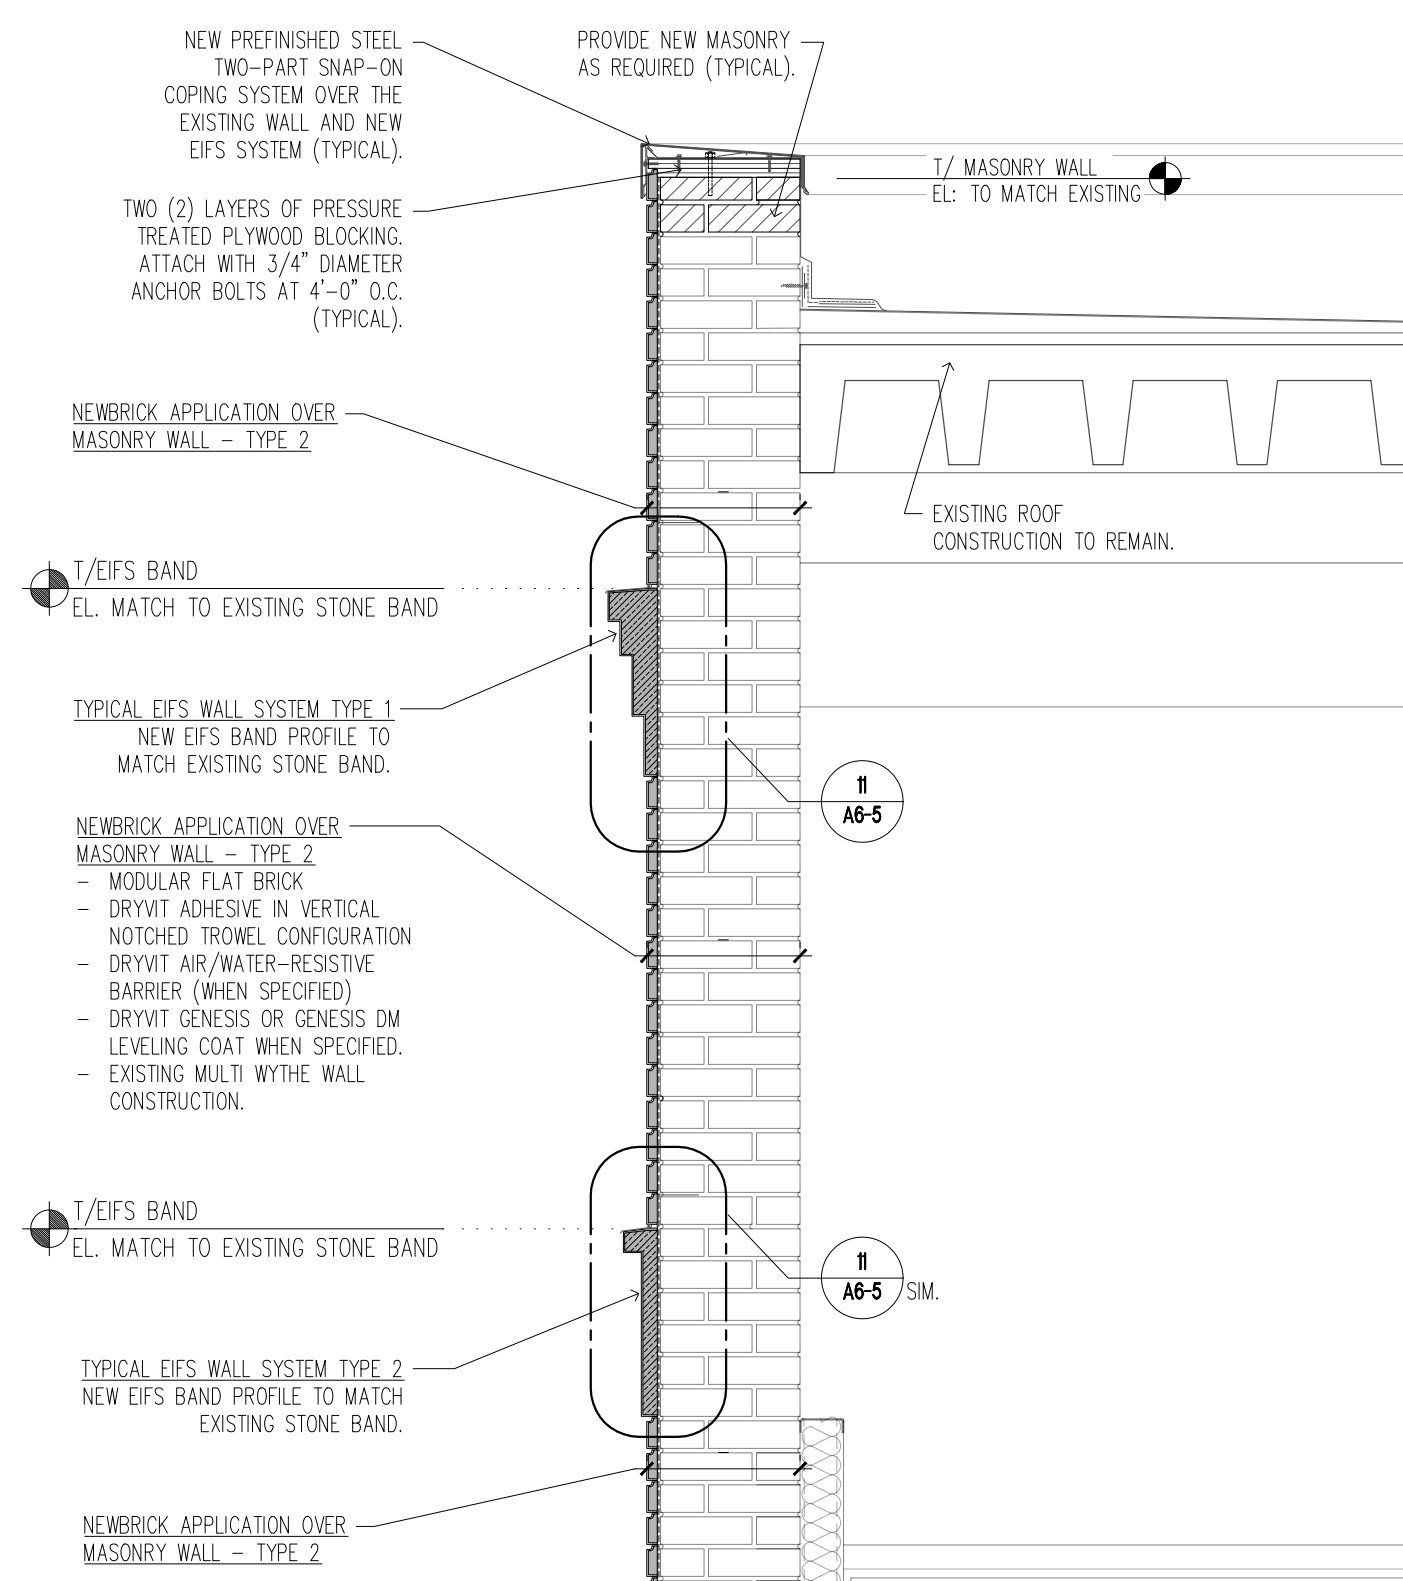 NEW PREFINISHED STEEL
TWO-PART SNAP-ON
COPING SYSTEM OVER THE
EXISTING WALL AND NEW
EIFS SYSTEM (TYPICAL).
PROVIDE NEW MASONRY
AS REQUIRED (TYPICAL).
T/ MASONRY WALL
EL: TO MATCH EXISTING
TWO (2) LAYERS OF PRESSURE
TREATED PLYWOOD BLOCKING.
ATTACH WITH 3/4" DIAMETER
ANCHOR BOLTS AT 4'-0" O.C.
(TYPICAL).
NEWBRICK APPLICATION OVER
MASONRY WALL - TYPE 2
EXISTING ROOF
CONSTRUCTION TO REMAIN.
T/EIFS BAND
EL. MATCH TO EXISTING STONE BAND
TYPICAL EIFS WALL SYSTEM TYPE 1
NEW EIFS BAND PROFILE TO
MATCH EXISTING STONE BAND.
11
A6-5
NEWBRICK APPLICATION OVER
MASONRY WALL - TYPE 2
- MODULAR FLAT BRICK
- DRYVIT ADHESIVE IN VERTICAL
NOTCHED TROWEL CONFIGURATION
- DRYVIT AIR/WATER-RESISTIVE
BARRIER (WHEN SPECIFIED)
- DRYVIT GENESIS OR GENESIS DM
LEVELING COAT WHEN SPECIFIED.
- EXISTING MULTI WYTHE WALL
CONSTRUCTION.
T/EIFS BAND
EL. MATCH TO EXISTING STONE BAND
11
A6-5 SIM.
TYPICAL EIFS WALL SYSTEM TYPE 2
NEW EIFS BAND PROFILE TO MATCH
EXISTING STONE BAND.
NEWBRICK APPLICATION OVER
MASONRY WALL - TYPE 2